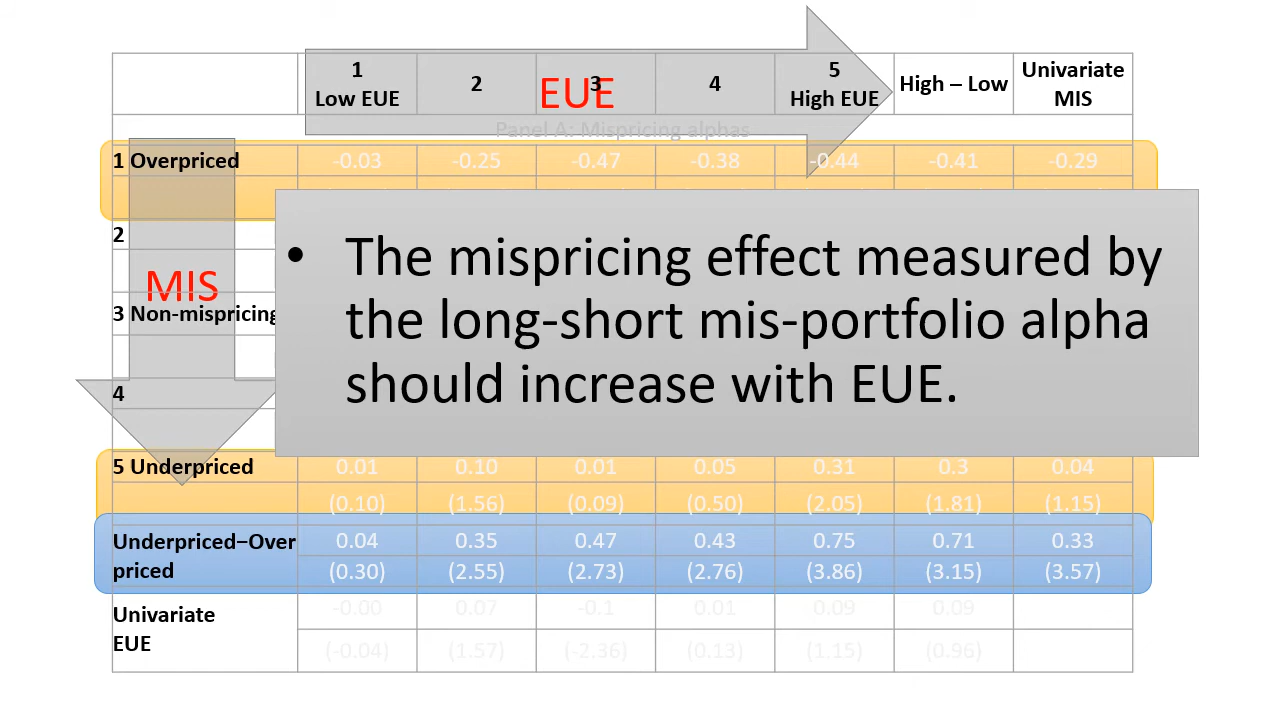 1 2 3 4 5 High – Low Univariate
Low EUE EUE High EUE MIS
Panel A: Mispricing alphas
1 Overpriced -0.03 -0.25 -0.47 -0.38 -0.44 -0.41 -0.29
2
MIS
3 Non-mispricing
4
• The mispricing effect measured by
the long-short mis-portfolio alpha
should increase with EUE.
5 Underpriced 0.01 0.10 0.01 0.05 0.31 0.3 0.04
(0.10) (1.56) (0.09) (0.50) (2.05) (1.81) (1.15)
Underpriced–Over 0.04 0.35 0.47 0.43 0.75 0.71 0.33
priced (0.30) (2.55) (2.73) (2.76) (3.86) (3.15) (3.57)
Univariate -0.00 0.07 -0.1 0.01 0.09 0.09
EUE (-0.04) (1.57) (-2.36) (0.13) (1.15) (0.96)